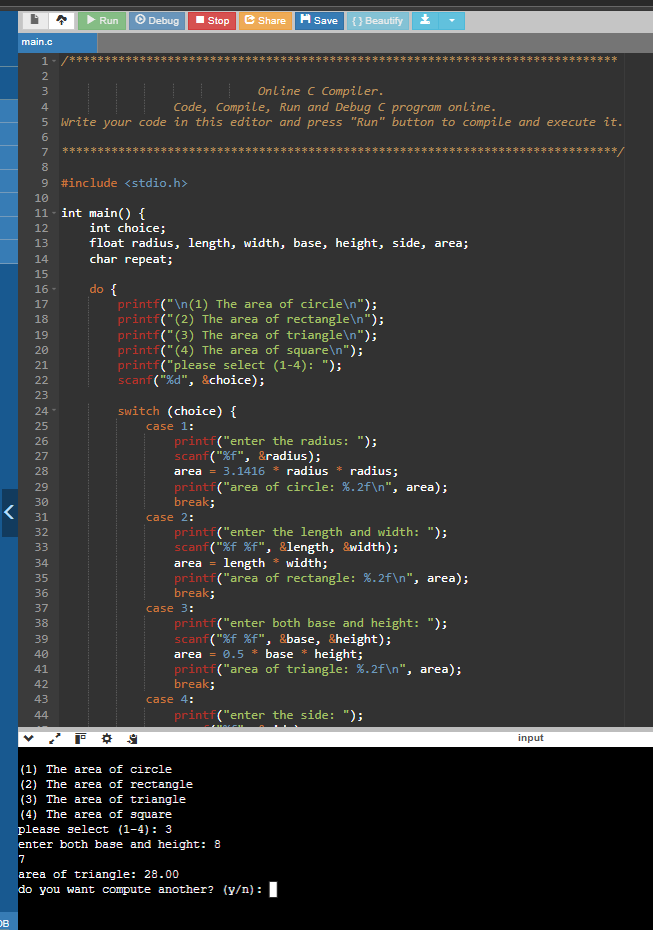 Run Debug Stop Share Save { } Beautify
main.c
1 /******************************************************************************
2
3 Online C Compiler.
4 Code, Compile, Run and Debug C program online.
5 Write your code in this editor and press "Run" button to compile and execute it.
6
7 *******************************************************************************/
8
9 #include <stdio.h>
10
11 int main() {
12 int choice;
13 float radius, length, width, base, height, side, area;
14 char repeat;
15
16 do {
17 printf("\n(1) The area of circle\n");
18 printf("(2) The area of rectangle\n");
19 printf("(3) The area of triangle\n");
20 printf("(4) The area of square\n");
21 printf("please select (1-4): ");
22 scanf("%d", &choice);
23
24 switch (choice) {
25 case 1:
26 printf("enter the radius: ");
27 scanf("%f", &radius);
28 area = 3.1416 * radius * radius;
29 printf("area of circle: %.2f\n", area);
30 break;
31 case 2:
32 printf("enter the length and width: ");
33 scanf("%f %f", &length, &width);
34 area = length * width;
35 printf("area of rectangle: %.2f\n", area);
36 break;
37 case 3:
38 printf("enter both base and height: ");
39 scanf("%f %f", &base, &height);
40 area = 0.5 * base * height;
41 printf("area of triangle: %.2f\n", area);
42 break;
43 case 4:
44 printf("enter the side: ");
input
(1) The area of circle
(2) The area of rectangle
(3) The area of triangle
(4) The area of square
please select (1-4): 3
enter both base and height: 8
7
area of triangle: 28.00
do you want compute another? (y/n):